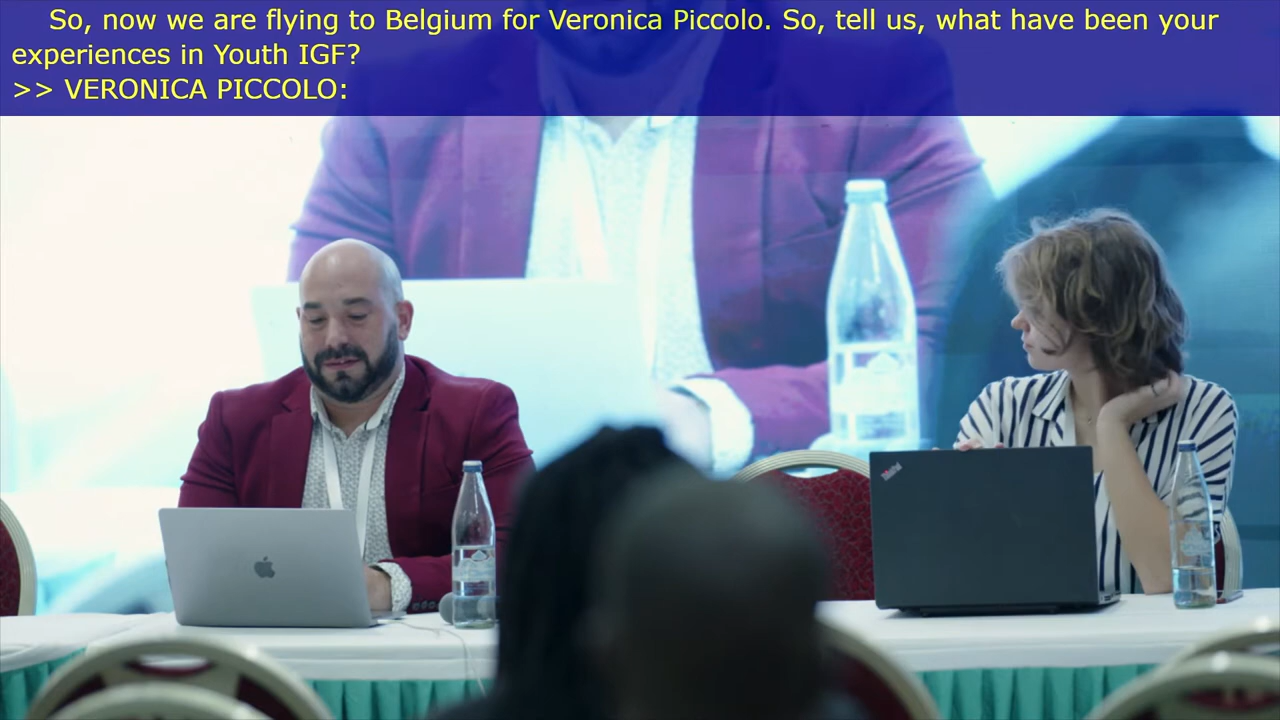 So, now we are flying to Belgium for Veronica Piccolo. So, tell us, what have been your
experiences in Youth IGF?
>> VERONICA PICCOLO:
ThinkPad